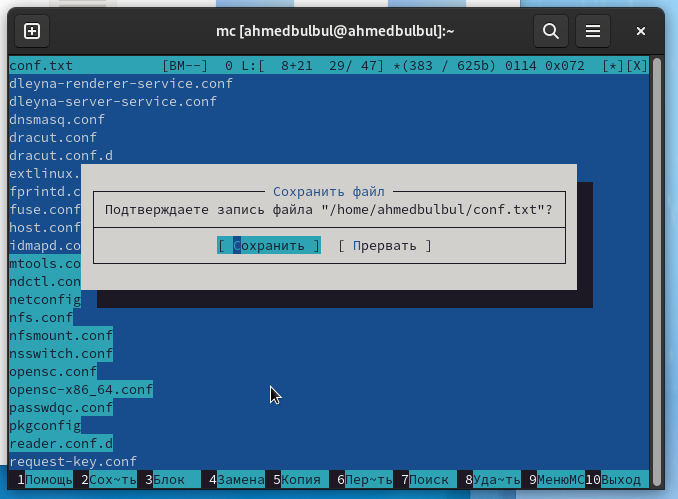 mc [ahmedbulbul@ahmedbulbul]:~
conf.txt [BM--] 0 L:[ 8+21 29/ 47] *(383 / 625b) 0114 0x072 [*][X]
dleyna-renderer-service.conf
dleyna-server-service.conf
dnsmasq.conf
dracut.conf
dracut.conf.d
extlinux.
fprintd.c
Сохранить файл
fuse.conf
Подтверждаете запись файла "/home/ahmedbulbul/conf.txt"?
host.conf
idmapd.co
[ Сохранить ] [ Прервать ]
mtools.co
ndctl.con
netconfig
nfs.conf
nfsmount.conf
nsswitch.conf
opensc.conf
opensc-x86_64.conf
passwdqc.conf
pkgconfig
reader.conf.d
request-key.conf
1Помощь 2Сох~ть 3Блок 4Замена 5Копия 6Пер~ть 7Поиск 8Уда~ть 9МенюMC 10Выход